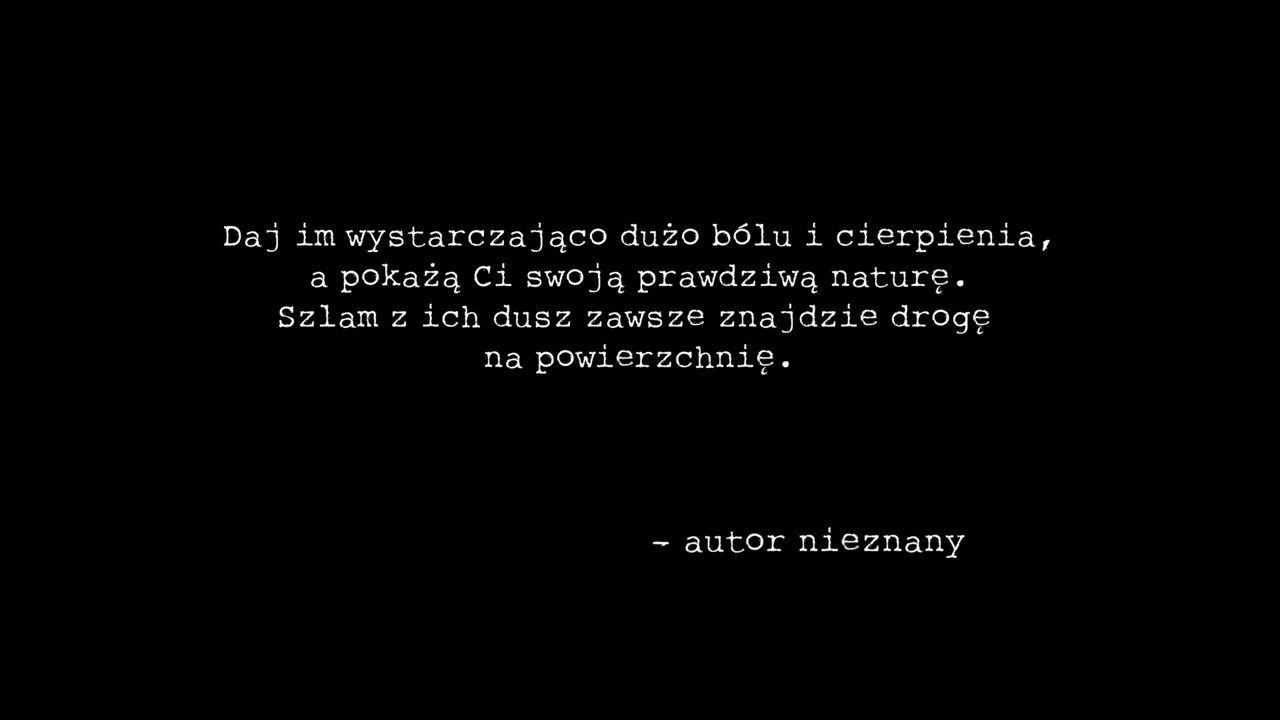 Daj im wystarczająco dużo bólu i cierpienia,
a pokażą Ci swoją prawdziwą naturę.
Szlam z ich dusz zawsze znajdzie drogę
na powierzchnię.
- autor nieznany